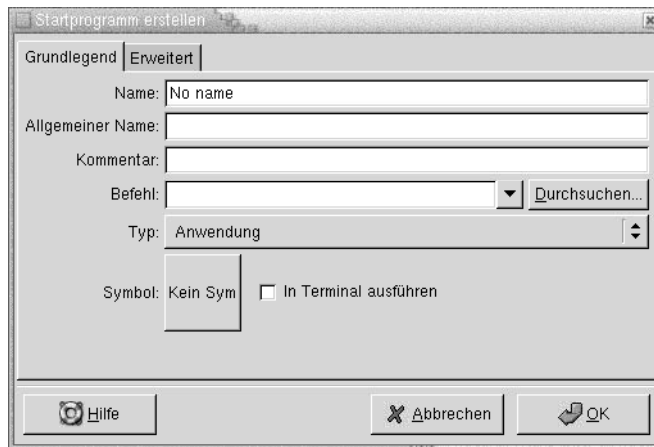 Startprogramm erstellen
Grundlegend Erweitert
Name: No name
Allgemeiner Name:
Kommentar:
Befehl: Durchsuchen...
Typ: Anwendung
Symbol: Kein Sym In Terminal ausführen
Hilfe Abbrechen OK